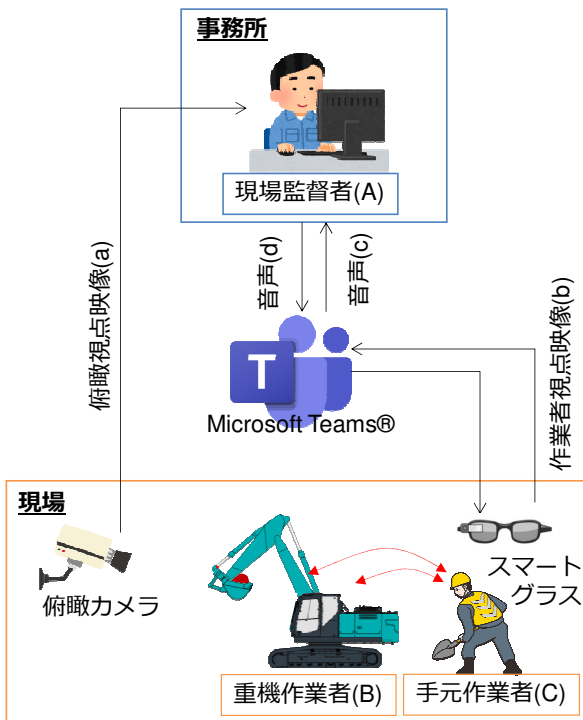 事務所
現場監督者(A)
俯瞰視点映像(a)
音声(d)
音声(c)
作業者視点映像(b)
T
Microsoft Teams®
現場
俯瞰カメラ
スマート
グラス
重機作業者(B)
手元作業者(C)